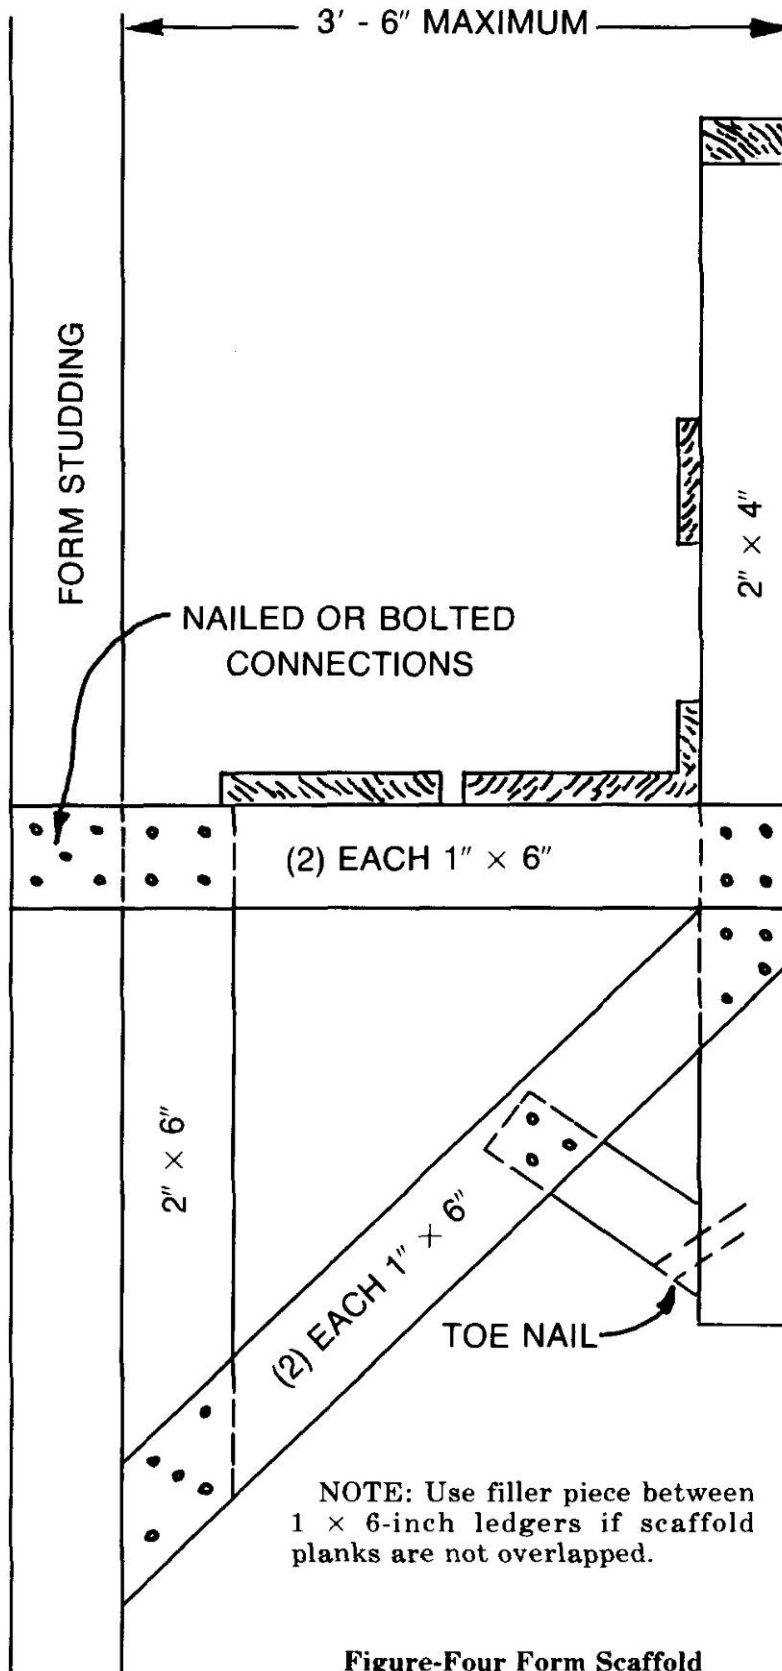 3′ - 6″ MAXIMUM
FORM STUDDING
2″ × 4″
NAILED OR BOLTED
CONNECTIONS
(2) EACH 1″ × 6″
2″ × 6″
(2) EACH 1″ × 6″
TOE NAIL
NOTE: Use filler piece between
1 × 6-inch ledgers if scaffold
planks are not overlapped.
Figure-Four Form Scaffold